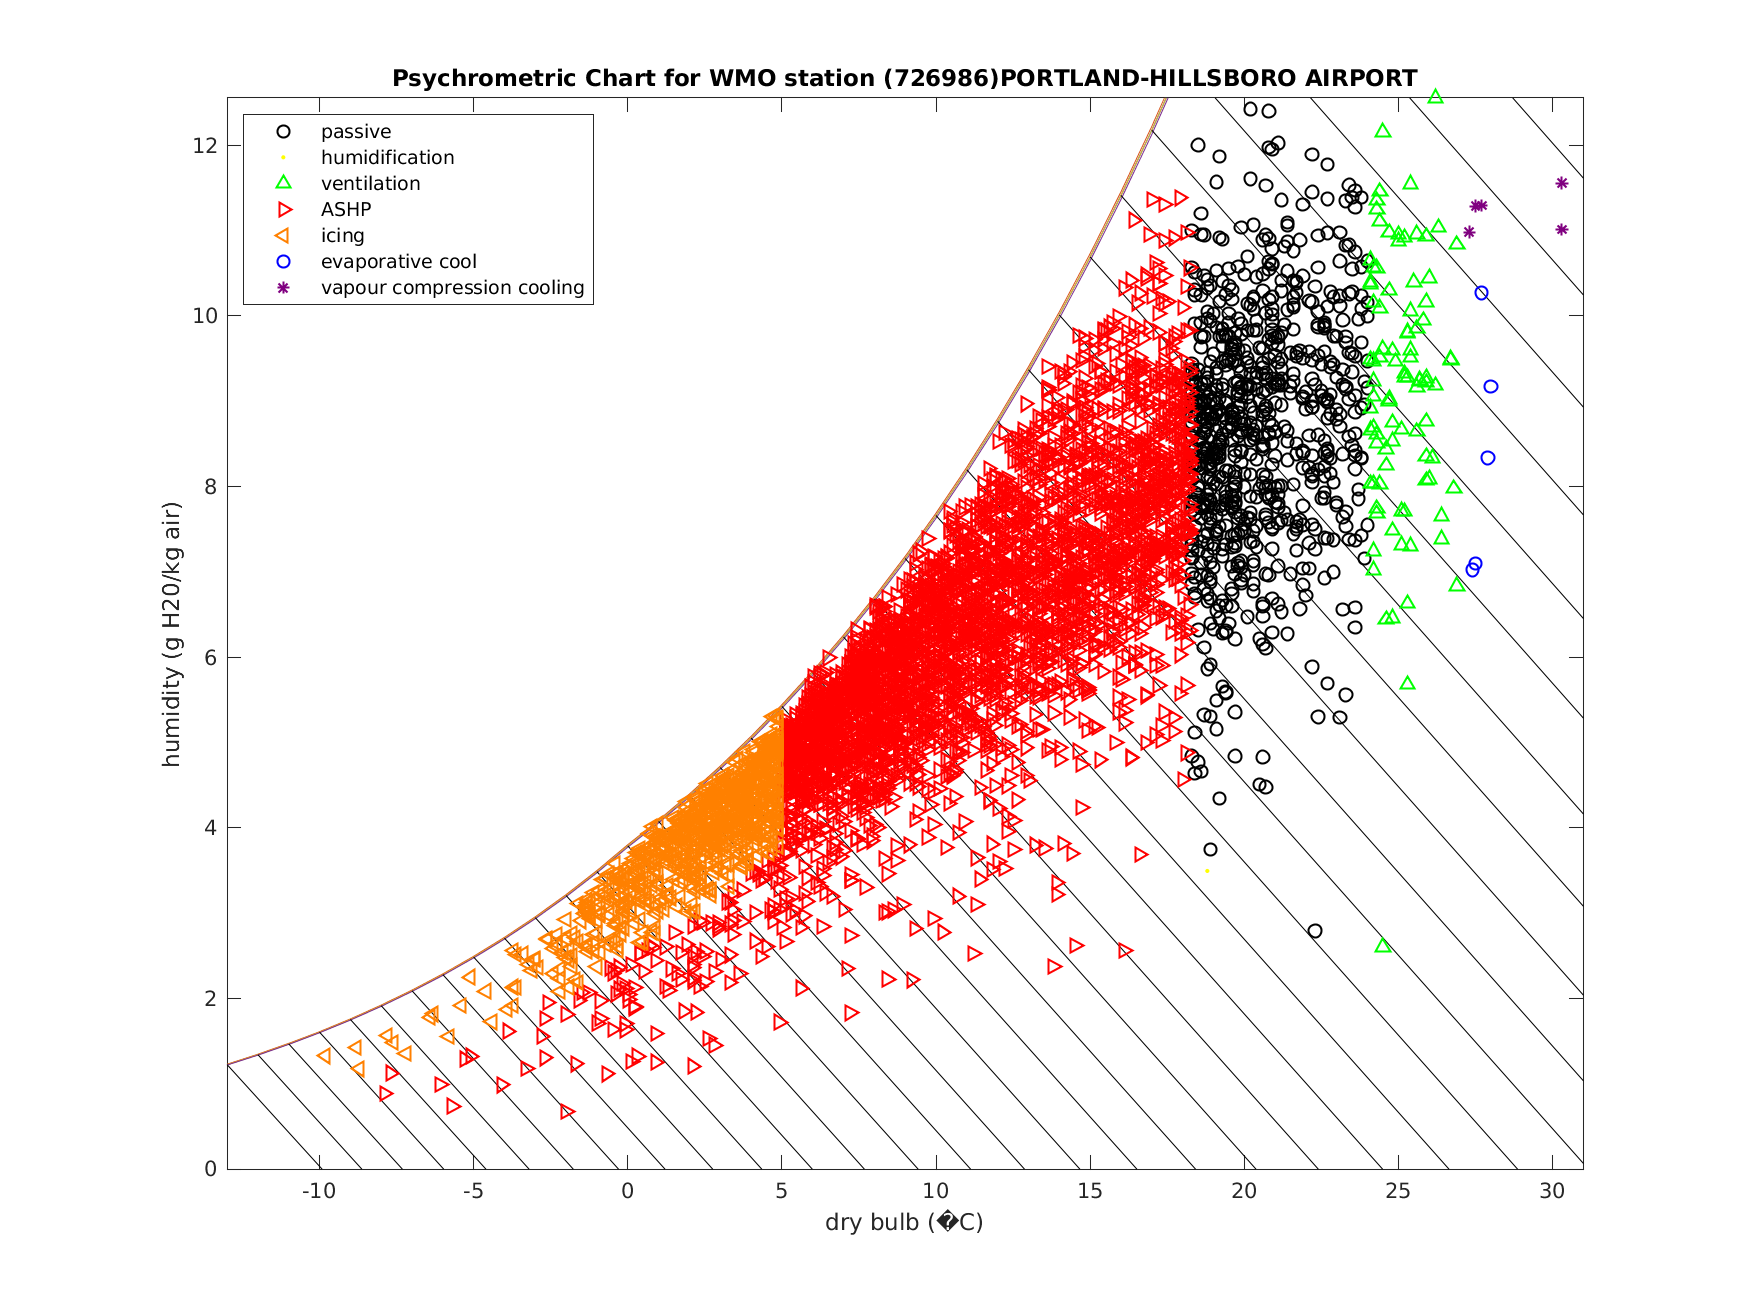 Psychrometric Chart for WMO station (726986)PORTLAND-HILLSBORO AIRPORT
passive
humidification
ventilation
ASHP
icing
evaporative cool
vapour compression cooling
humidity (g H20/kg air)
12
10
8
6
4
2
0
-10 -5 0 5 10 15 20 25 30
dry bulb (�C)